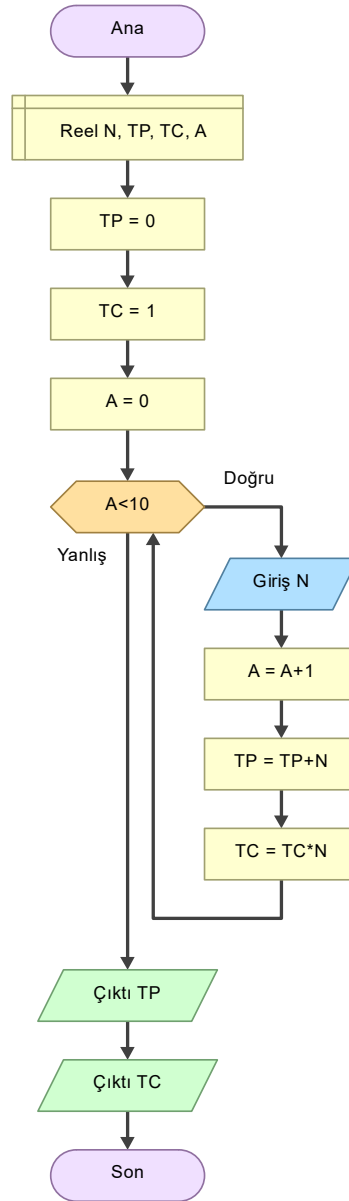 Ana
Reel N, TP, TC, A
TP = 0
TC = 1
A = 0
A<10
Doğru
Yanlış
Giriş N
A = A+1
TP = TP+N
TC = TC*N
Çıktı TP
Çıktı TC
Son